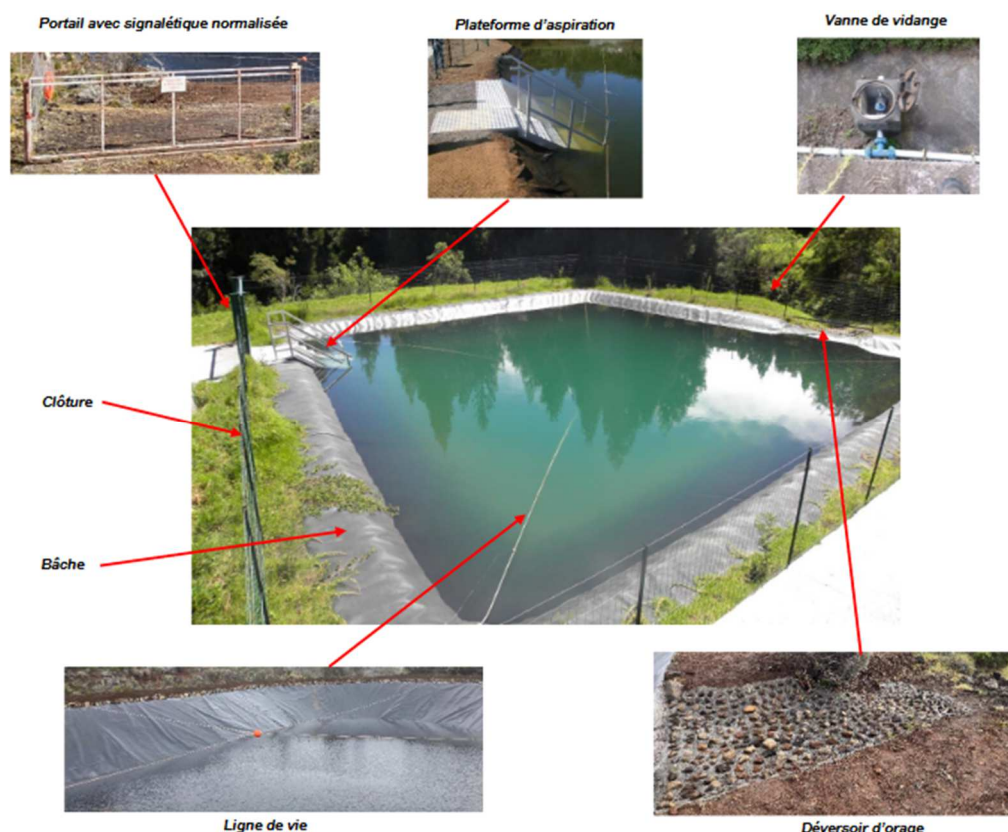 Portail avec signalétique normalisée
Plateforme d'aspiration
Vanne de vidange
Clôture
Bâche
Ligne de vie
Déversoir d'orage